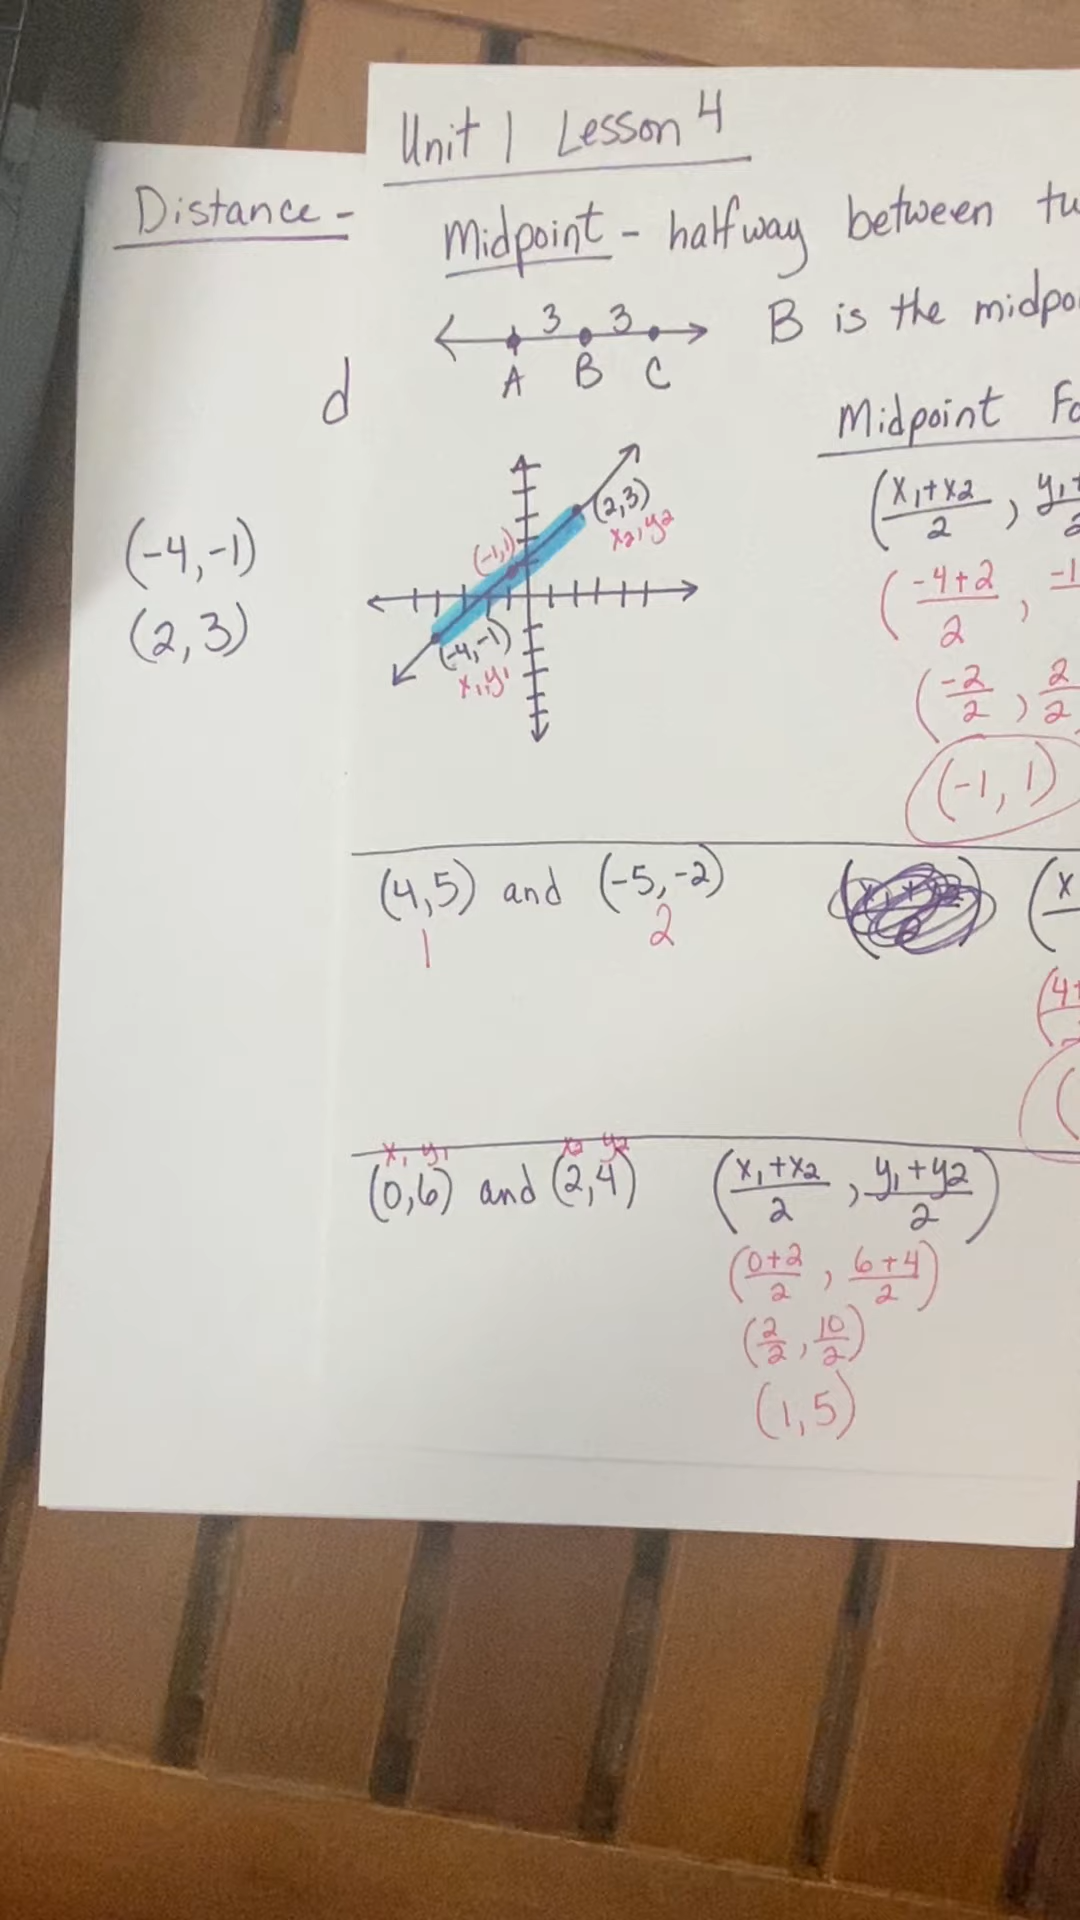 Unit 1 Lesson 4
Distance -
Midpoint - halfway between
3 3
A B C
B is the
d
Midpoint
(x₁+x₂/2, y₁+
(2,3)
x₂, y₂
(-1,1)
(-4,-1)
x₁, y₁
(-4,-1)
(2,3)
(-4+2/2, -1
(-2/2, 2/2
(-1, 1)
(4,5) and (-5,-2)
1 2
(x
(4+
x₁ y₁ x₂ y₂
(0,6) and (2,4)
(x₁+x₂/2, y₁+y₂/2)
(0+2/2, 6+4/2)
(2/2, 10/2)
(1,5)